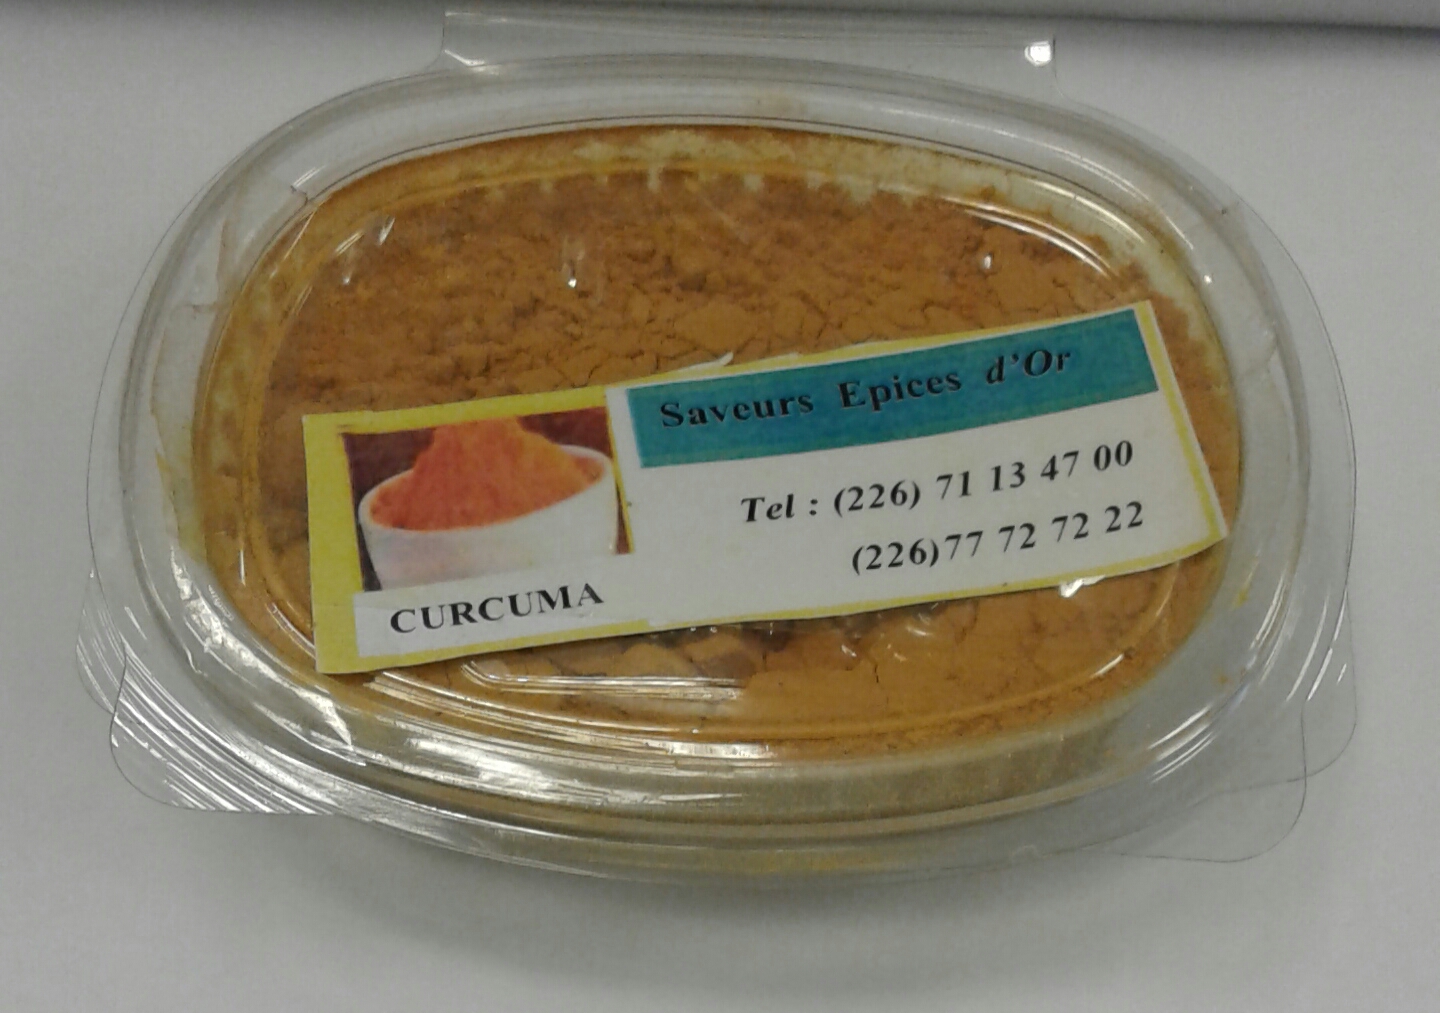 Saveurs Epices d'Or
Tel : (226) 71 13 47 00
(226)77 72 72 22
CURCUMA